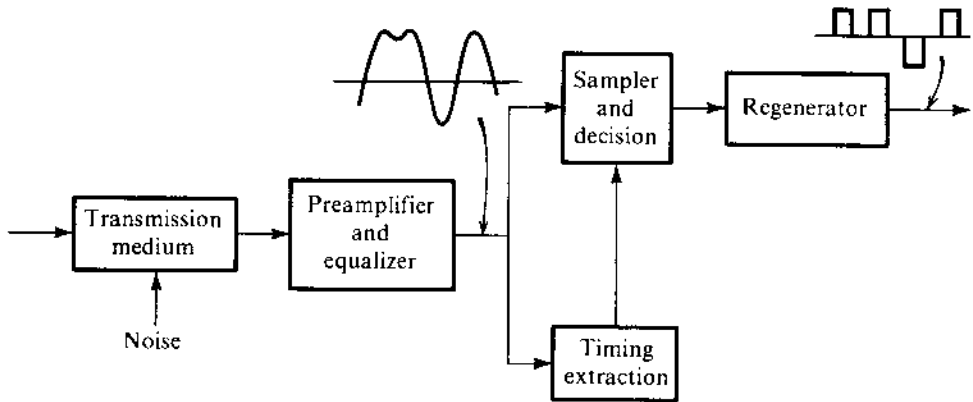 Transmission
medium
Noise
Preamplifier
and
equalizer
Sampler
and
decision
Timing
extraction
Regenerator